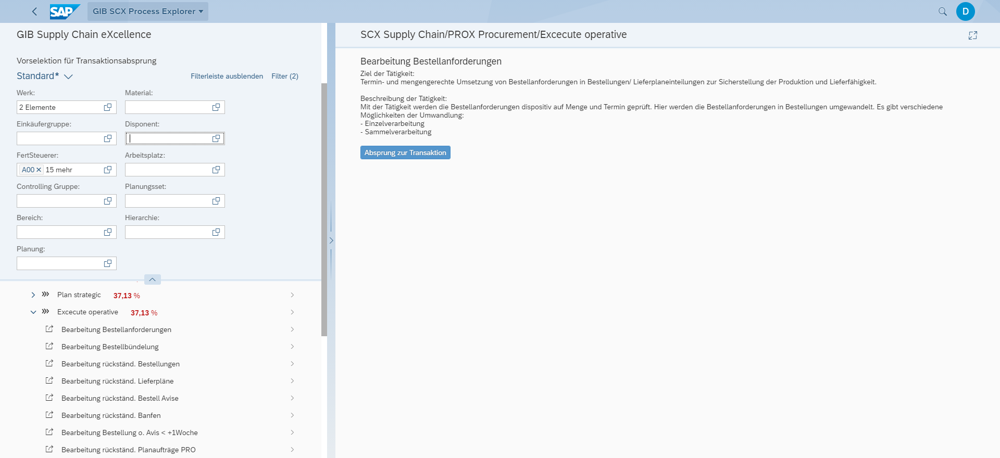 SAP
GIB SCX Process Explorer
D
GIB Supply Chain eXcellence
Vorselektion für Transaktionsabsprung
Standard*
Filterleiste ausblenden
Filter (2)
Werk:
Material:
2 Elemente
Einkäufergruppe:
Disponent:
FertSteuerer:
Arbeitsplatz:
A00 × 15 mehr
Controlling Gruppe:
Planungsset:
Bereich:
Hierarchie:
Planung:
Plan strategic 37,13 %
Excecute operative 37,13 %
Bearbeitung Bestellanforderungen
Bearbeitung Bestellbündelung
Bearbeitung rückständ. Bestellungen
Bearbeitung rückständ. Lieferpläne
Bearbeitung rückständ. Bestell Avise
Bearbeitung rückständ. Banfen
Bearbeitung Bestellung o. Avis < +1Woche
Bearbeitung rückständ. Planaufträge PRO
SCX Supply Chain/PROX Procurement/Excecute operative
Bearbeitung Bestellanforderungen
Ziel der Tätigkeit:
Termin- und mengengerechte Umsetzung von Bestellanforderungen in Bestellungen/ Lieferplaneinteilungen zur Sicherstellung der Produktion und Lieferfähigkeit.
Beschreibung der Tätigkeit:
Mit der Tätigkeit werden die Bestellanforderungen dispositiv auf Menge und Termin geprüft. Hier werden die Bestellanforderungen in Bestellungen umgewandelt. Es gibt verschiedene
Möglichkeiten der Umwandlung:
- Einzelverarbeitung
- Sammelverarbeitung
Absprung zur Transaktion